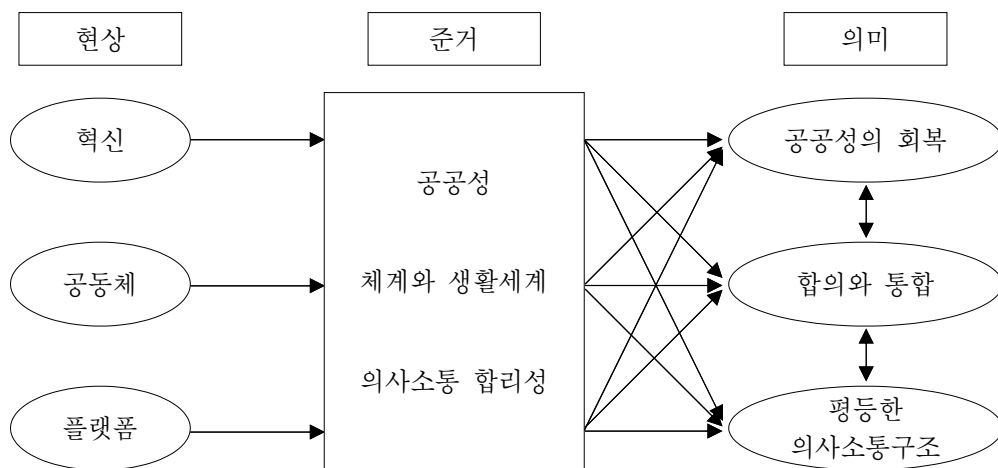 현상
준거
의미
혁신
공동체
플랫폼
공공성
체계와 생활세계
의사소통 합리성
공공성의 회복
합의와 통합
평등한
의사소통구조